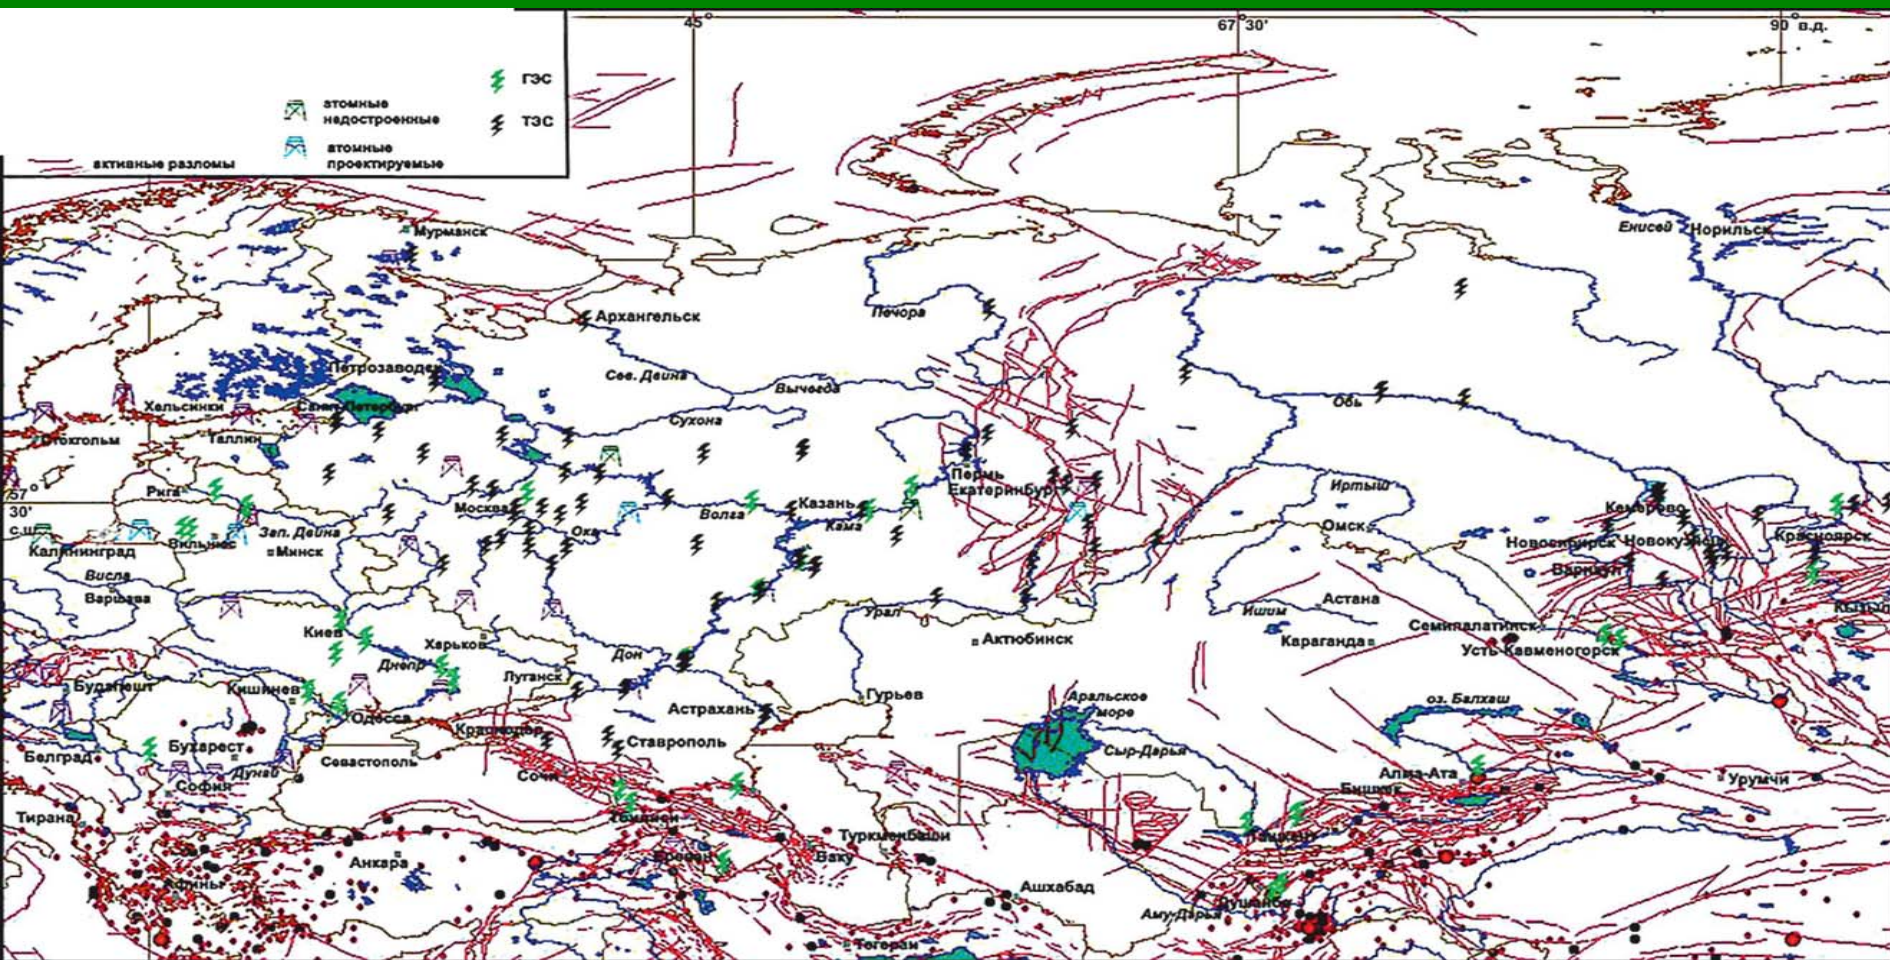 45°
67°30'
90° в.д.
ГЭС
атомные
недостроенные
ТЭС
атомные
проектируемые
активные разломы
Мурманск
Енисей
Норильск
Архангельск
Печора
Петрозаводск
Сев. Двина
Вычегда
Хельсинки
Санкт-Петербург
Обь
Сухона
Стокгольм
Таллин
Пермь
Екатеринбург
Иртыш
57°
30'
с.ш.
Рига
Москва
Волга
Казань
Кама
Кемерово
Омск
Зап. Двина
Ока
Калининград
Вильнюс
Минск
Новосибирск
Новокузнецк
Красноярск
Барнаул
Висла
Варшава
Урал
Ишим
Астана
Кызыл
Киев
Харьков
Актюбинск
Караганда
Семипалатинск
Усть-Каменогорск
Днепр
Дон
Луганск
Будапешт
Кишинев
Гурьев
Аральское
море
оз. Балхаш
Одесса
Астрахань
Краснодар
Ставрополь
Сыр-Дарья
Белград
Бухарест
Севастополь
Дунай
София
Сочи
Алма-Ата
Бишкек
Урумчи
Тирана
Тбилиси
Туркменбаши
Ташкент
Анкара
Ереван
Баку
Афины
Ашхабад
Душанбе
Аму-Дарья
Тегеран